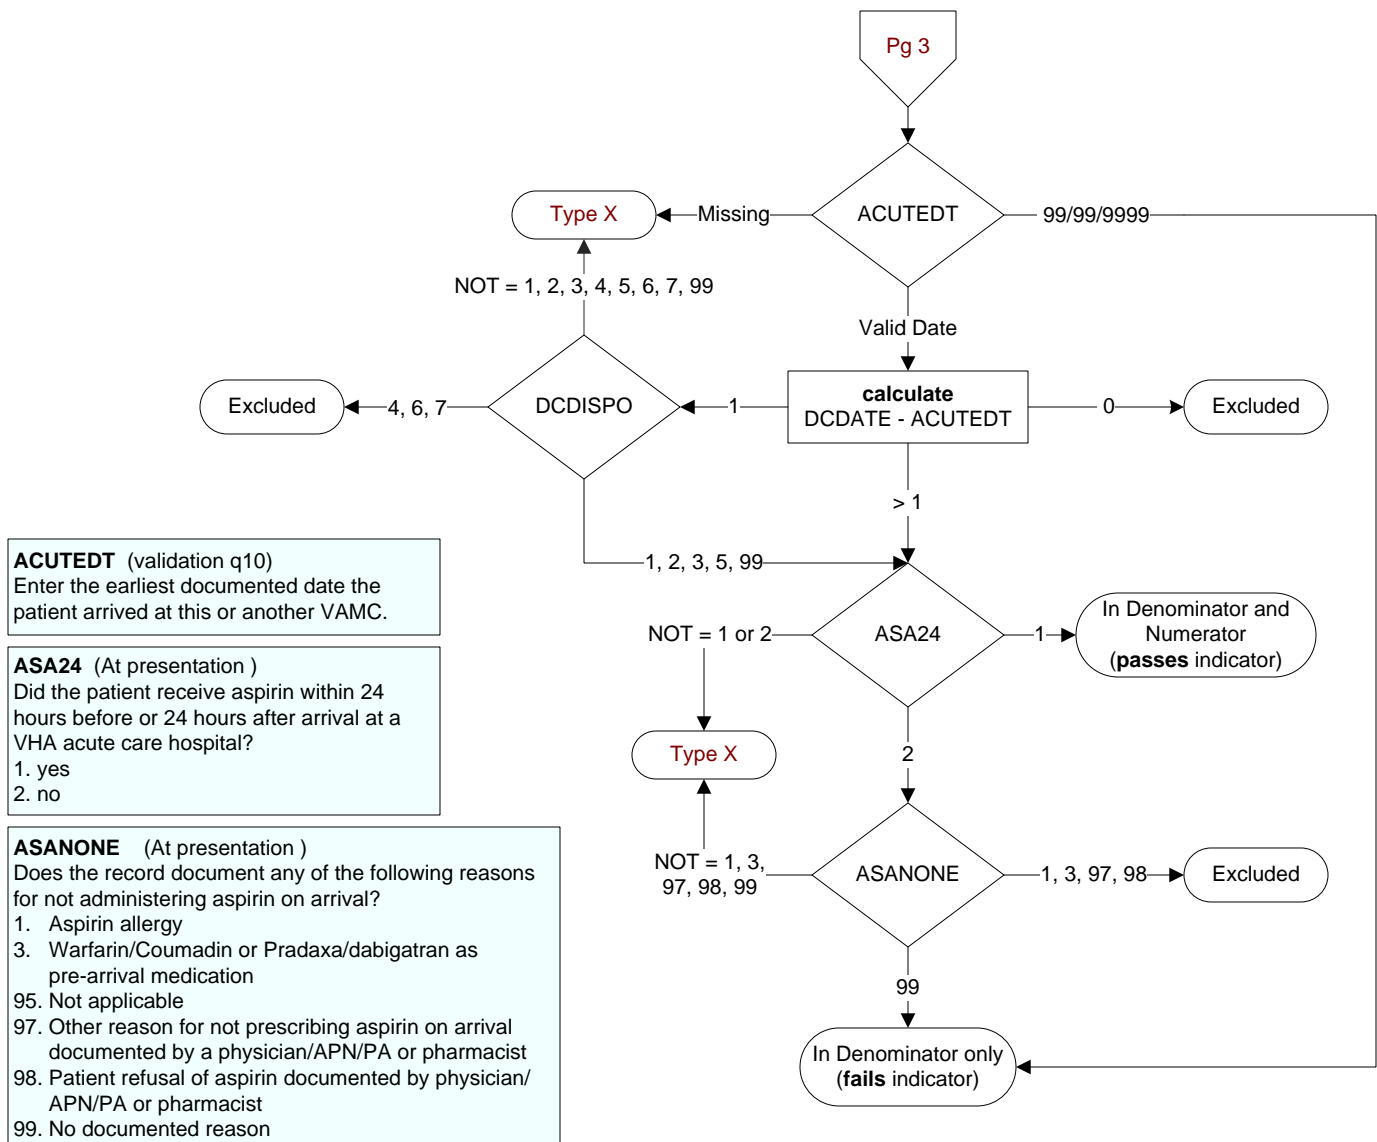 Pg 3
ACUTEDT
Missing
Type X
99/99/9999
NOT = 1, 2, 3, 4, 5, 6, 7, 99
Valid Date
calculate
DCDATE - ACUTEDT
1
DCDISPO
4, 6, 7
Excluded
0
Excluded
> 1
1, 2, 3, 5, 99
ACUTEDT (validation q10)
Enter the earliest documented date the
patient arrived at this or another VAMC.
ASA24
NOT = 1 or 2
1
In Denominator and
Numerator
(passes indicator)
ASA24 (At presentation )
Did the patient receive aspirin within 24
hours before or 24 hours after arrival at a
VHA acute care hospital?
1. yes
2. no
Type X
2
ASANONE (At presentation )
Does the record document any of the following reasons
for not administering aspirin on arrival?
1. Aspirin allergy
3. Warfarin/Coumadin or Pradaxa/dabigatran as
pre-arrival medication
95. Not applicable
97. Other reason for not prescribing aspirin on arrival
documented by a physician/APN/PA or pharmacist
98. Patient refusal of aspirin documented by physician/
APN/PA or pharmacist
99. No documented reason
NOT = 1, 3,
97, 98, 99
ASANONE
1, 3, 97, 98
Excluded
99
In Denominator only
(fails indicator)